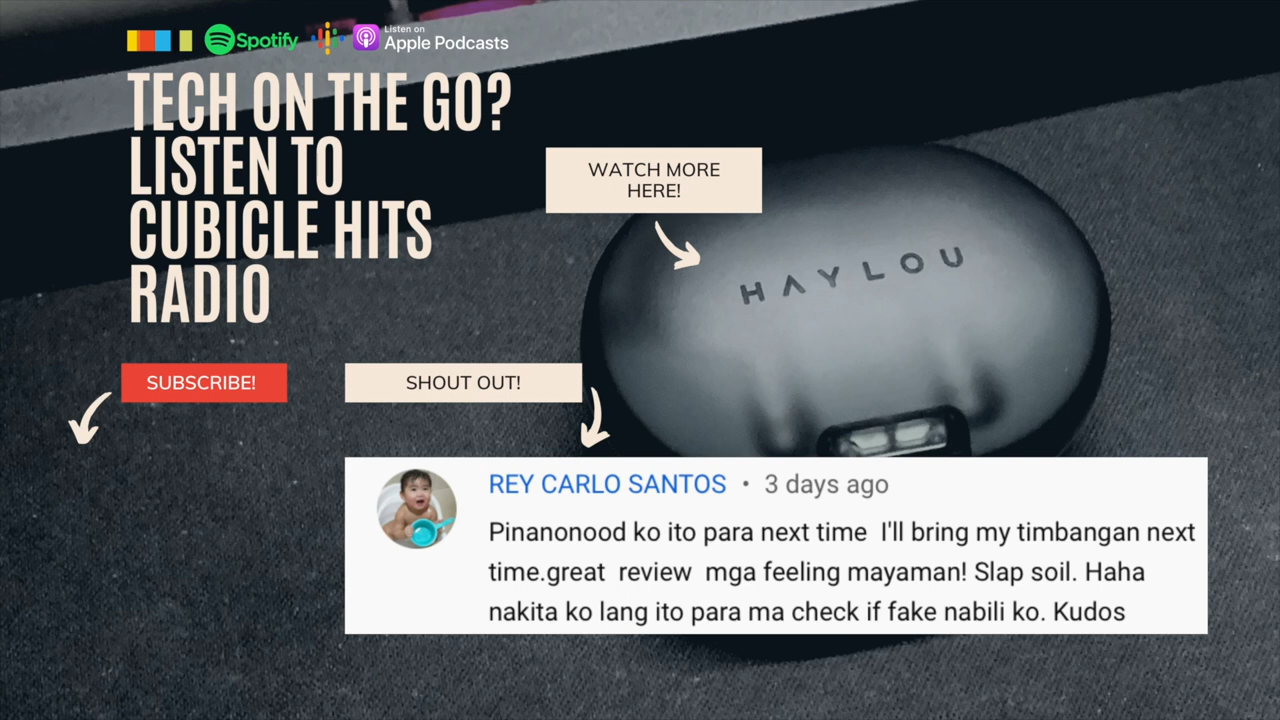 Spotify
Listen on
Apple Podcasts
TECH ON THE GO?
LISTEN TO
CUBICLE HITS
RADIO
WATCH MORE
HERE!
HAYLOU
SUBSCRIBE!
SHOUT OUT!
REY CARLO SANTOS • 3 days ago
Pinanonood ko ito para next time I'll bring my timbangan next
time.great review mga feeling mayaman! Slap soil. Haha
nakita ko lang ito para ma check if fake nabili ko. Kudos